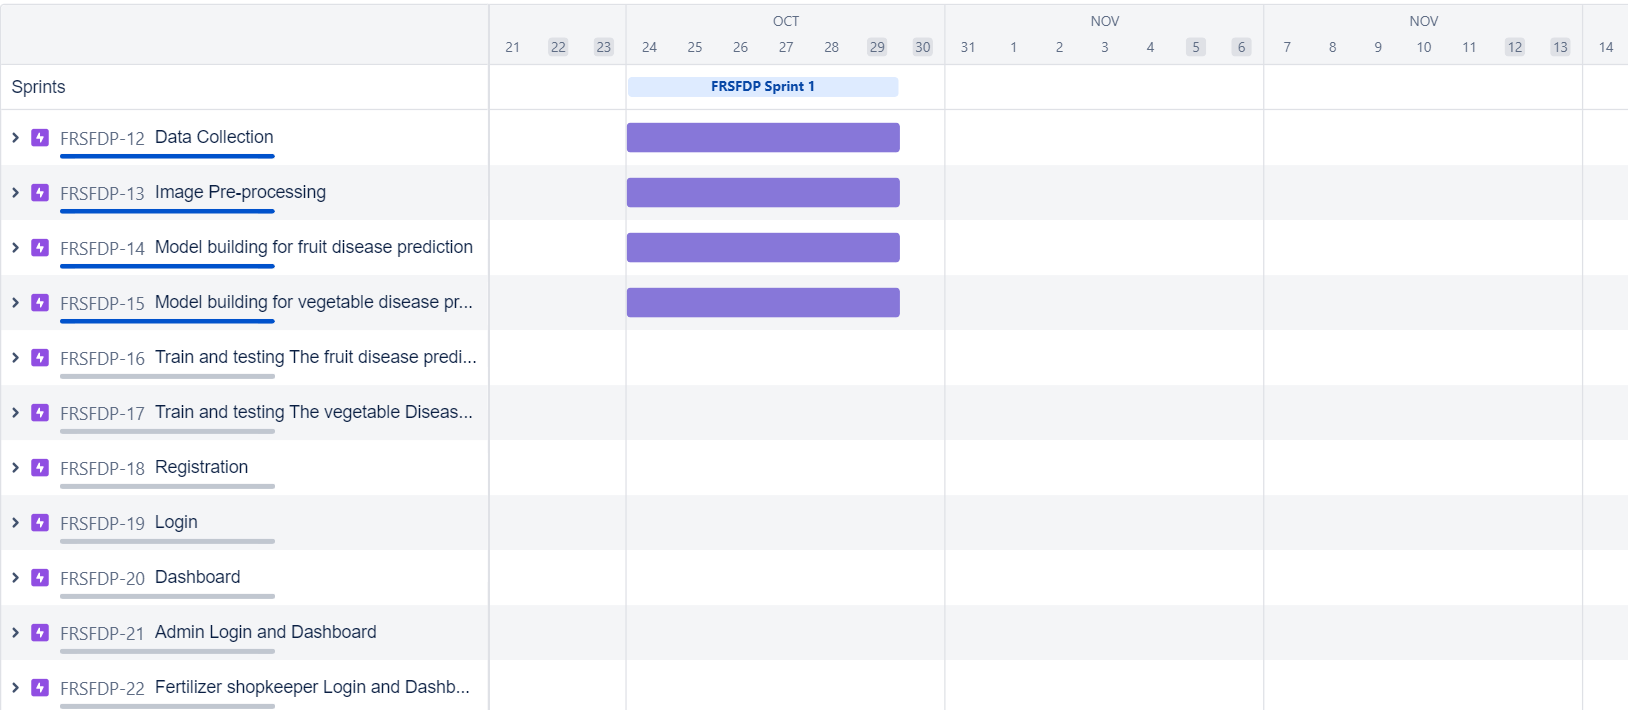 OCT NOV NOV
21 22 23 24 25 26 27 28 29 30 31 1 2 3 4 5 6 7 8 9 10 11 12 13 14
Sprints FRSFDP Sprint 1
FRSFDP-12 Data Collection
FRSFDP-13 Image Pre-processing
FRSFDP-14 Model building for fruit disease prediction
FRSFDP-15 Model building for vegetable disease pr...
FRSFDP-16 Train and testing The fruit disease predi...
FRSFDP-17 Train and testing The vegetable Diseas...
FRSFDP-18 Registration
FRSFDP-19 Login
FRSFDP-20 Dashboard
FRSFDP-21 Admin Login and Dashboard
FRSFDP-22 Fertilizer shopkeeper Login and Dashb...